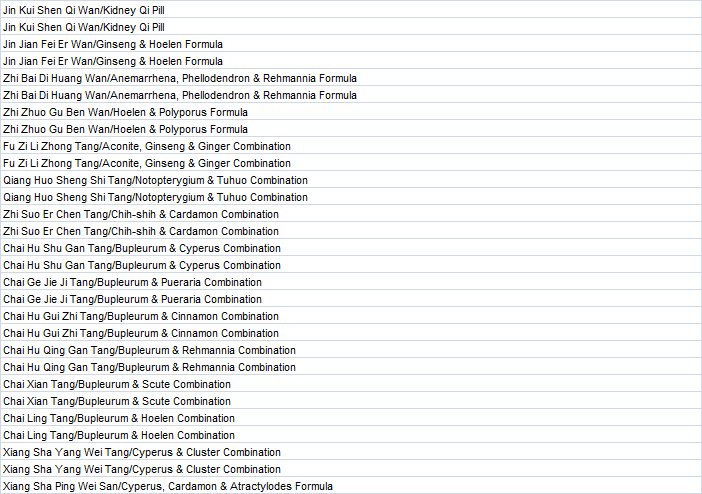 Jin Kui Shen Qi Wan/Kidney Qi Pill
Jin Kui Shen Qi Wan/Kidney Qi Pill
Jin Jian Fei Er Wan/Ginseng & Hoelen Formula
Jin Jian Fei Er Wan/Ginseng & Hoelen Formula
Zhi Bai Di Huang Wan/Anemarrhena, Phellodendron & Rehmannia Formula
Zhi Bai Di Huang Wan/Anemarrhena, Phellodendron & Rehmannia Formula
Zhi Zhuo Gu Ben Wan/Hoelen & Polyporus Formula
Zhi Zhuo Gu Ben Wan/Hoelen & Polyporus Formula
Fu Zi Li Zhong Tang/Aconite, Ginseng & Ginger Combination
Fu Zi Li Zhong Tang/Aconite, Ginseng & Ginger Combination
Qiang Huo Sheng Shi Tang/Notopterygium & Tuhuo Combination
Qiang Huo Sheng Shi Tang/Notopterygium & Tuhuo Combination
Zhi Suo Er Chen Tang/Chih-shih & Cardamon Combination
Zhi Suo Er Chen Tang/Chih-shih & Cardamon Combination
Chai Hu Shu Gan Tang/Bupleurum & Cyperus Combination
Chai Hu Shu Gan Tang/Bupleurum & Cyperus Combination
Chai Ge Jie Ji Tang/Bupleurum & Pueraria Combination
Chai Ge Jie Ji Tang/Bupleurum & Pueraria Combination
Chai Hu Gui Zhi Tang/Bupleurum & Cinnamon Combination
Chai Hu Gui Zhi Tang/Bupleurum & Cinnamon Combination
Chai Hu Qing Gan Tang/Bupleurum & Rehmannia Combination
Chai Hu Qing Gan Tang/Bupleurum & Rehmannia Combination
Chai Xian Tang/Bupleurum & Scute Combination
Chai Xian Tang/Bupleurum & Scute Combination
Chai Ling Tang/Bupleurum & Hoelen Combination
Chai Ling Tang/Bupleurum & Hoelen Combination
Xiang Sha Yang Wei Tang/Cyperus & Cluster Combination
Xiang Sha Yang Wei Tang/Cyperus & Cluster Combination
Xiang Sha Ping Wei San/Cyperus, Cardamon & Atractylodes Formula